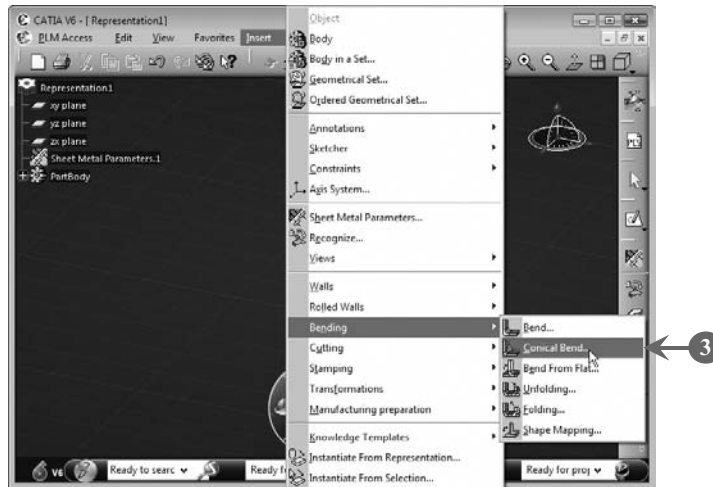 CATIA V6 - [ Representation1]
PLM Access Edit View Favorites Insert
Representation1
xy plane
yz plane
zx plane
Sheet Metal Parameters.1
PartBody
Object
Body
Body in a Set...
Geometrical Set...
Ordered Geometrical Set...
Annotations
Sketcher
Constraints
Axis System...
Sheet Metal Parameters...
Recognize...
Views
Walls
Rolled Walls
Bending
Cutting
Stamping
Transformations
Manufacturing preparation
Knowledge Templates
Instantiate From Representation...
Instantiate From Selection...
Bend...
Conical Bend...
Bend From Flat...
Unfolding...
Folding...
Shape Mapping...
3
V6 Ready to searc Ready f Ready for proj